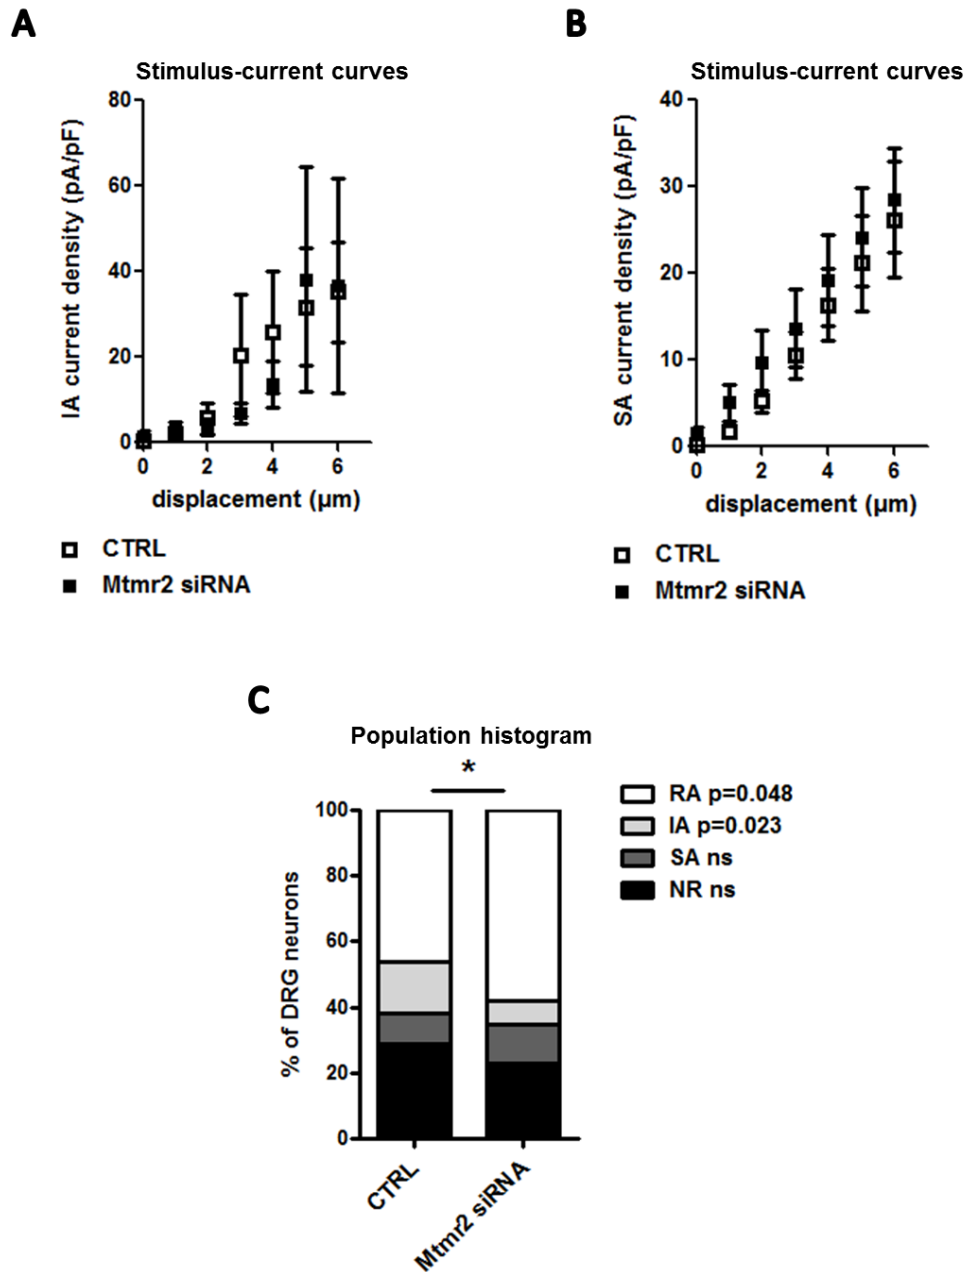 A
Stimulus-current curves
IA current density (pA/pF)
80
60
40
20
0
0 2 4 6
displacement (µm)
CTRL
Mtmr2 siRNA
B
Stimulus-current curves
SA current density (pA/pF)
40
30
20
10
0
0 2 4 6
displacement (µm)
CTRL
Mtmr2 siRNA
C
Population histogram
*
% of DRG neurons
100
80
60
40
20
0
CTRL
Mtmr2 siRNA
RA p=0.048
IA p=0.023
SA ns
NR ns